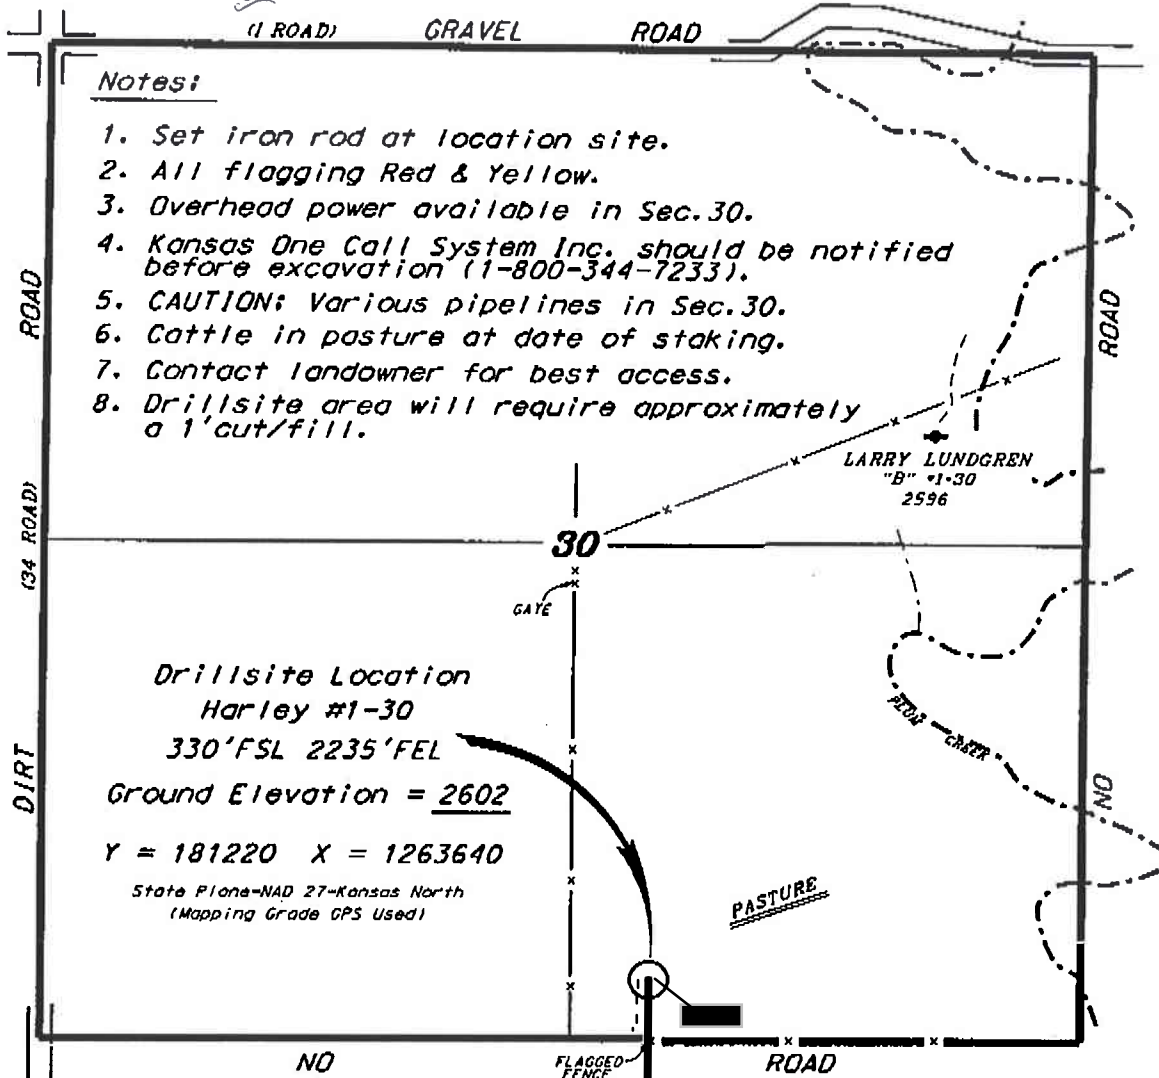 (1 ROAD) GRAVEL ROAD
Notes:
1. Set iron rod at location site.
2. All flagging Red & Yellow.
3. Overhead power available in Sec.30.
4. Kansas One Call System Inc. should be notified
before excavation (1-800-344-7233).
5. CAUTION: Various pipelines in Sec.30.
6. Cattle in pasture at date of staking.
7. Contact landowner for best access.
8. Drillsite area will require approximately
a 1'cut/fill.
ROAD
(34 ROAD)
DIRT
ROAD
NO
LARRY LUNDGREN
"B" #1-30
2596
30
GATE
Drillsite Location
Harley #1-30
330'FSL 2235'FEL
Ground Elevation = 2602
Y = 181220 X = 1263640
State Plane-NAD 27-Kansas North
(Mapping Grade GPS Used)
PLUM CREEK
PASTURE
NO
FLAGGED
FENCE
ROAD